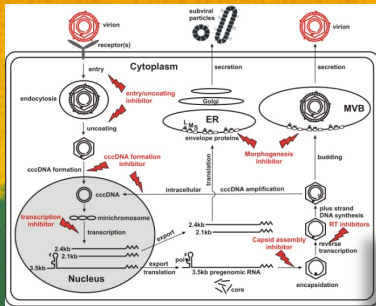 virion
subviral
particles
virion
receptor(s)
Cytoplasm
entry
secretion
secretion
entry/uncoating
inhibitor
endocytosis
Golgi
ER
MVB
L
M
S
envelope proteins
uncoating
Morphogenesis
inhibitor
budding
cccDNA formation
cccDNA formation
inhibitor
translation
intracellular
cccDNA amplification
cccDNA
plus strand
DNA synthesis
transcription
inhibitor
minichromosome
RT Inhibitors
transcription
export
2.4kb
2.1kb
Capsid assembly
inhibitor
reverse
transcription
2.4kb
2.1kb
3.5kb
export
translation
pol
3.5kb pregenomic RNA
encapsidation
Nucleus
core